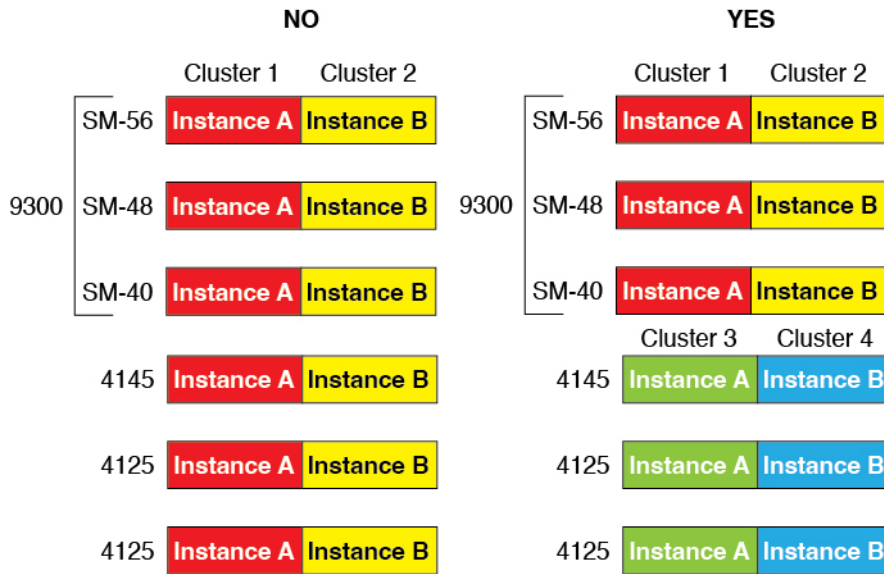 NO YES
Cluster 1 Cluster 2 Cluster 1 Cluster 2
SM-56 Instance A Instance B SM-56 Instance A Instance B
9300 SM-48 Instance A Instance B 9300 SM-48 Instance A Instance B
SM-40 Instance A Instance B SM-40 Instance A Instance B
Cluster 3 Cluster 4
4145 Instance A Instance B 4145 Instance A Instance B
4125 Instance A Instance B 4125 Instance A Instance B
4125 Instance A Instance B 4125 Instance A Instance B